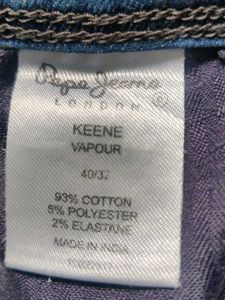 Pepe Jeans
LONDON
KEENE
VAPOUR
40/32
93% COTTON
5% POLYESTER
2% ELASTANE
MADE IN INDIA